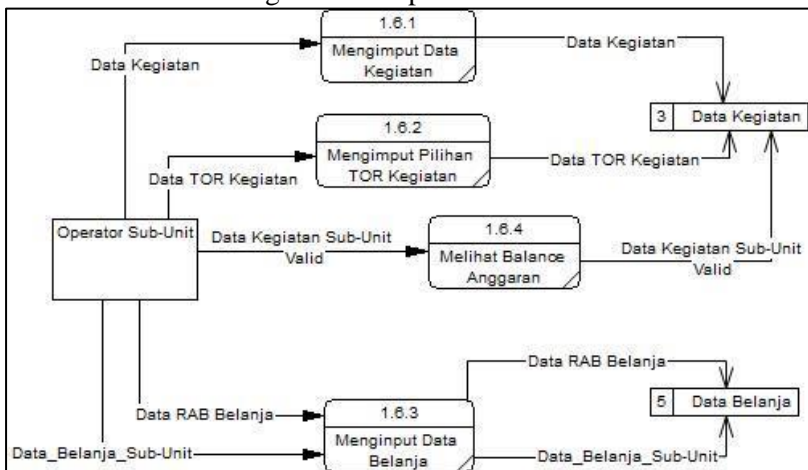 1.6.1
Mengimput Data
Kegiatan
Data Kegiatan
Data Kegiatan
3 Data Kegiatan
1.6.2
Mengimput Pilihan
TOR Kegiatan
Data TOR Kegiatan
Data TOR Kegiatan
Operator Sub-Unit
Data Kegiatan Sub-Unit
Valid
1.6.4
Melihat Balance
Anggaran
Data Kegiatan Sub-Unit
Valid
Data RAB Belanja
5 Data Belanja
Data RAB Belanja
1.6.3
Menginput Data
Belanja
Data_Belanja_Sub-Unit
Data_Belanja_Sub-Unit